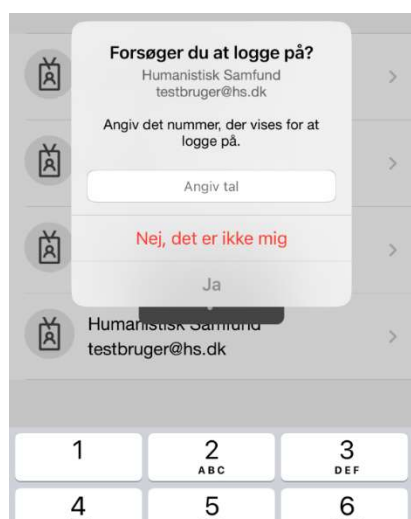 Forsøger du at logge på?
Humanistisk Samfund
testbruger@hs.dk
Angiv det nummer, der vises for at
logge på.
Angiv tal
Nej, det er ikke mig
Ja
Humanistisk Samfund
testbruger@hs.dk
1
2
ABC
3
DEF
4
5
6